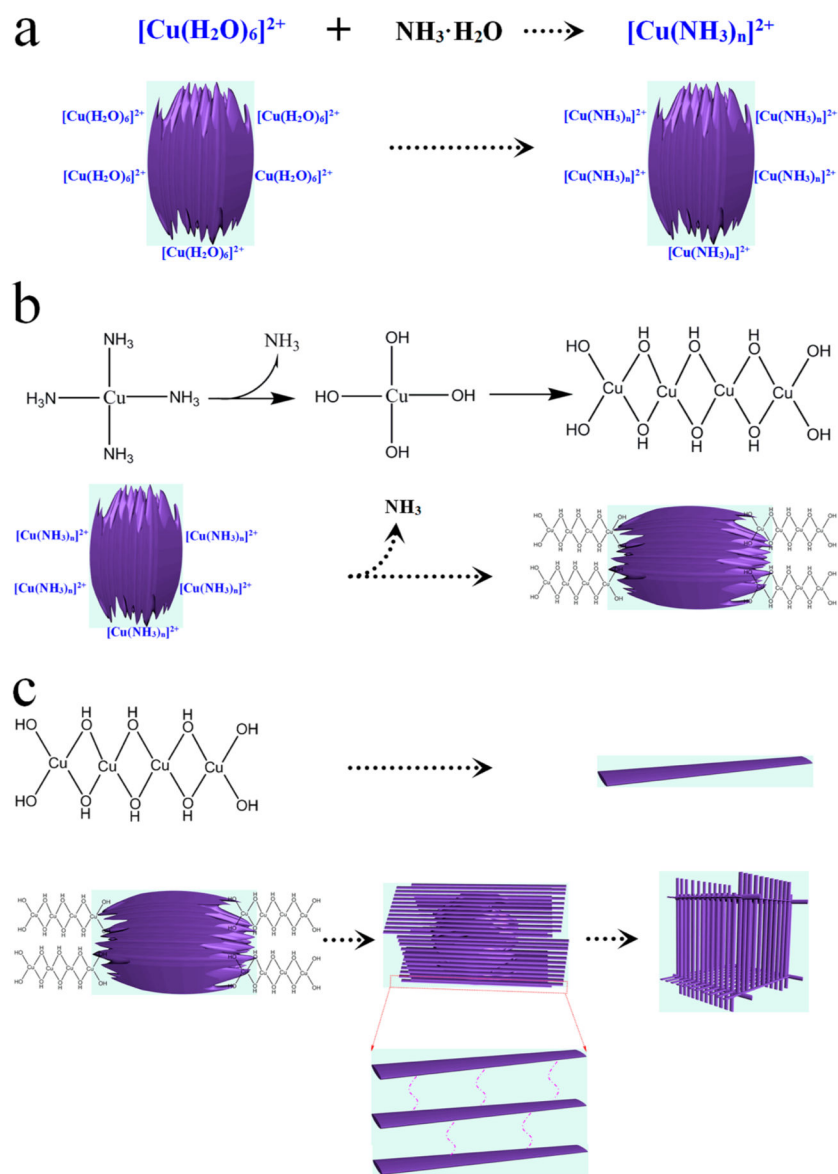 a
[Cu(H₂O)₆]²⁺ + NH₃·H₂O [Cu(NH₃)ₙ]²⁺
[Cu(H₂O)₆]²⁺ [Cu(H₂O)₆]²⁺ [Cu(NH₃)ₙ]²⁺ [Cu(NH₃)ₙ]²⁺
[Cu(H₂O)₆]²⁺ Cu(H₂O)₆]²⁺ [Cu(NH₃)ₙ]²⁺ [Cu(NH₃)ₙ]²⁺
[Cu(H₂O)₆]²⁺ [Cu(NH₃)ₙ]²⁺
b
NH₃ NH₃ OH H H H
HO O O O OH
H₃N Cu NH₃ HO Cu OH Cu Cu Cu Cu
NH₃ OH HO O O O OH
H H H
NH₃
[Cu(NH₃)ₙ]²⁺ [Cu(NH₃)ₙ]²⁺
[Cu(NH₃)ₙ]²⁺ [Cu(NH₃)ₙ]²⁺
[Cu(NH₃)ₙ]²⁺
c
H H H
HO O O O OH
Cu Cu Cu Cu
HO O O O OH
H H H